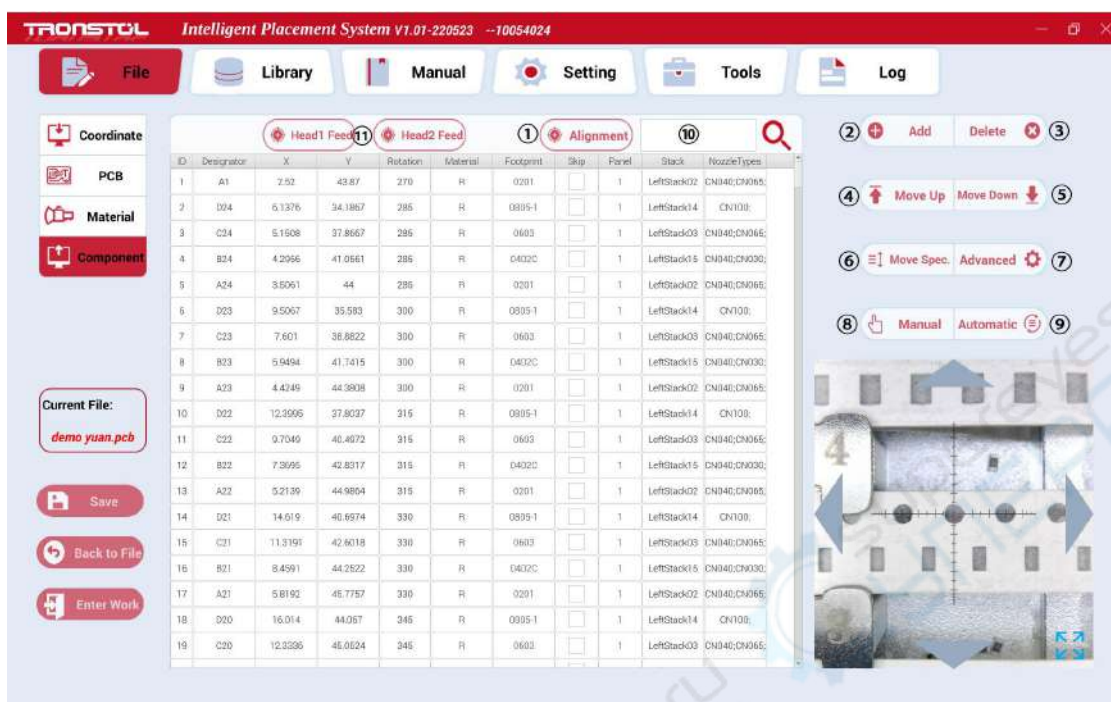 TRONSTOL Intelligent Placement System V1.01-220523 --10054024
File Library Manual Setting Tools Log
Coordinate
PCB
Material
Component
Current File:
demo yuan.pcb
Save
Back to File
Enter Work
Head1 Feed ⑪ Head2 Feed ① Alignment ⑩
ID Designator X Y Rotation Material Footprint Skip Panel Stack NozzleTypes
1 A1 2.52 43.87 270 R 0201 1 LeftStack02 CN040;CN065;
2 D24 6.1376 34.1867 285 R 0805-1 1 LeftStack14 CN100;
3 C24 5.1508 37.8667 285 R 0603 1 LeftStack03 CN040;CN065;
4 B24 4.2966 41.0561 285 R 0402C 1 LeftStack15 CN040;CN030;
5 A24 3.5061 44 285 R 0201 1 LeftStack02 CN040;CN065;
6 D23 9.5067 35.583 300 R 0805-1 1 LeftStack14 CN100;
7 C23 7.601 38.8822 300 R 0603 1 LeftStack03 CN040;CN065;
8 B23 5.9494 41.7415 300 R 0402C 1 LeftStack15 CN040;CN030;
9 A23 4.4249 44.3808 300 R 0201 1 LeftStack02 CN040;CN065;
10 D22 12.3995 37.8037 315 R 0805-1 1 LeftStack14 CN100;
11 C22 9.7049 40.4972 315 R 0603 1 LeftStack03 CN040;CN065;
12 B22 7.3695 42.8317 315 R 0402C 1 LeftStack15 CN040;CN030;
13 A22 5.2139 44.9864 315 R 0201 1 LeftStack02 CN040;CN065;
14 D21 14.619 40.6974 330 R 0805-1 1 LeftStack14 CN100;
15 C21 11.3191 42.6018 330 R 0603 1 LeftStack03 CN040;CN065;
16 B21 8.4591 44.2522 330 R 0402C 1 LeftStack15 CN040;CN030;
17 A21 5.8192 45.7757 330 R 0201 1 LeftStack02 CN040;CN065;
18 D20 16.014 44.067 345 R 0805-1 1 LeftStack14 CN100;
19 C20 12.3336 45.0524 345 R 0603 1 LeftStack03 CN040;CN065;
② Add Delete ③
④ Move Up Move Down ⑤
⑥ Move Spec. Advanced ⑦
⑧ Manual Automatic ⑨
4